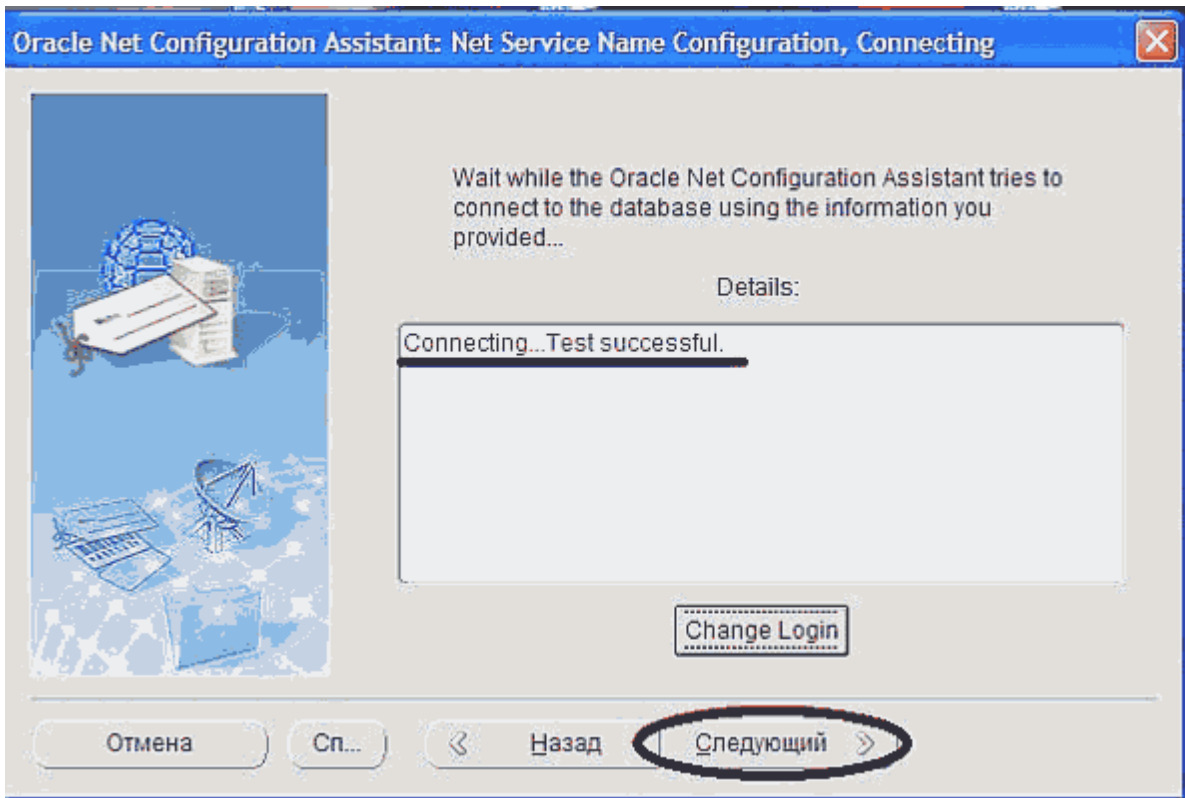 Oracle Net Configuration Assistant: Net Service Name Configuration, Connecting
Wait while the Oracle Net Configuration Assistant tries to
connect to the database using the information you
provided...
Details:
Connecting...Test successful.
Change Login
Отмена
Сп...
Назад
Следующий